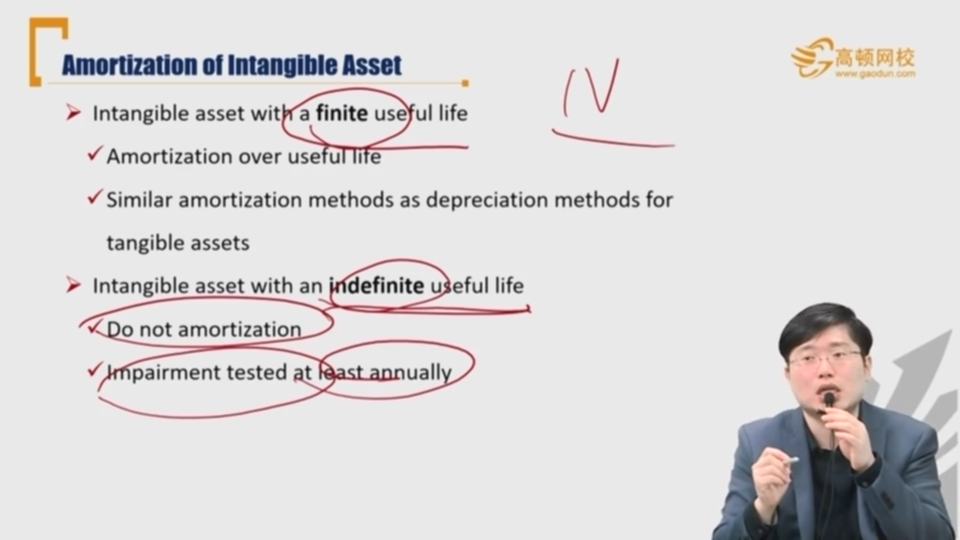 Amortization of Intangible Asset
高顿网校
www.gaodun.com
Intangible asset with a finite useful life
IV
Amortization over useful life
Similar amortization methods as depreciation methods for
tangible assets
Intangible asset with an indefinite useful life
Do not amortization
Impairment tested at least annually